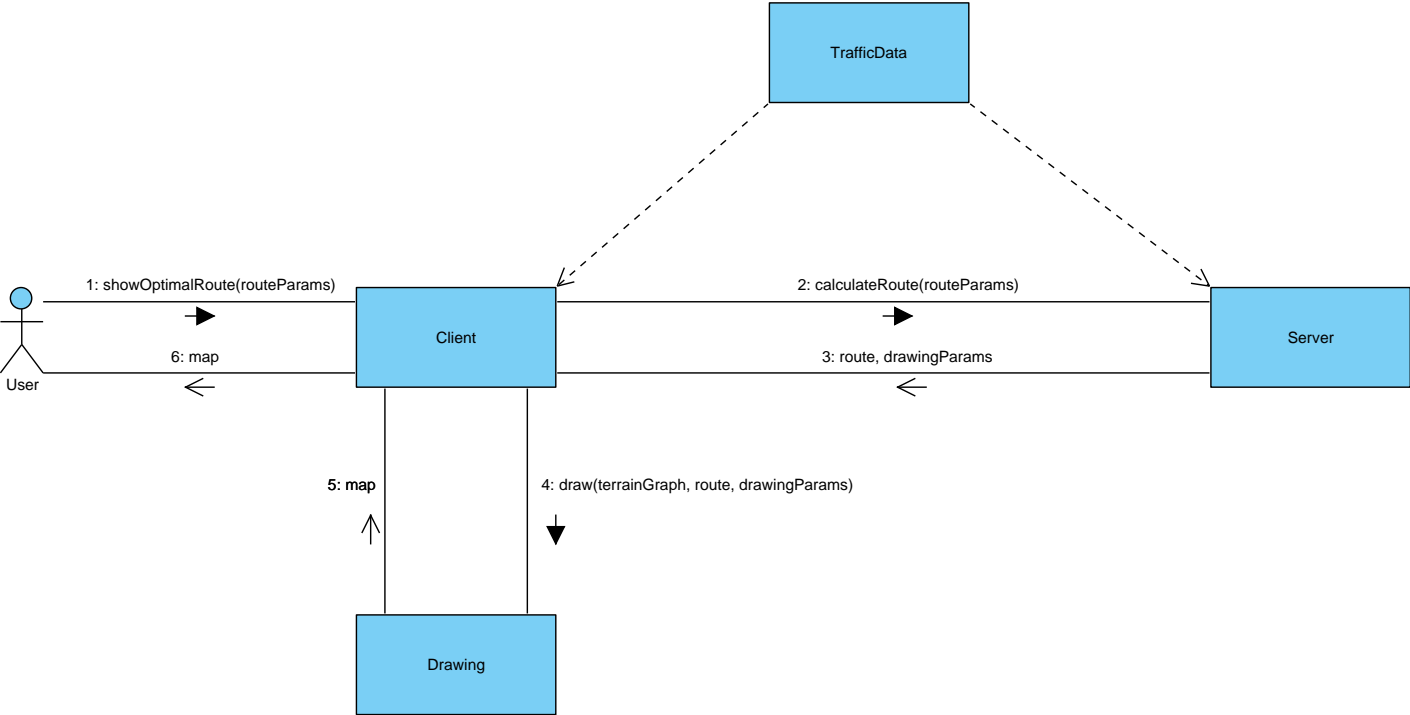 TrafficData
1: showOptimalRoute(routeParams)
2: calculateRoute(routeParams)
Client
Server
6: map
3: route, drawingParams
User
5: map
4: draw(terrainGraph, route, drawingParams)
Drawing